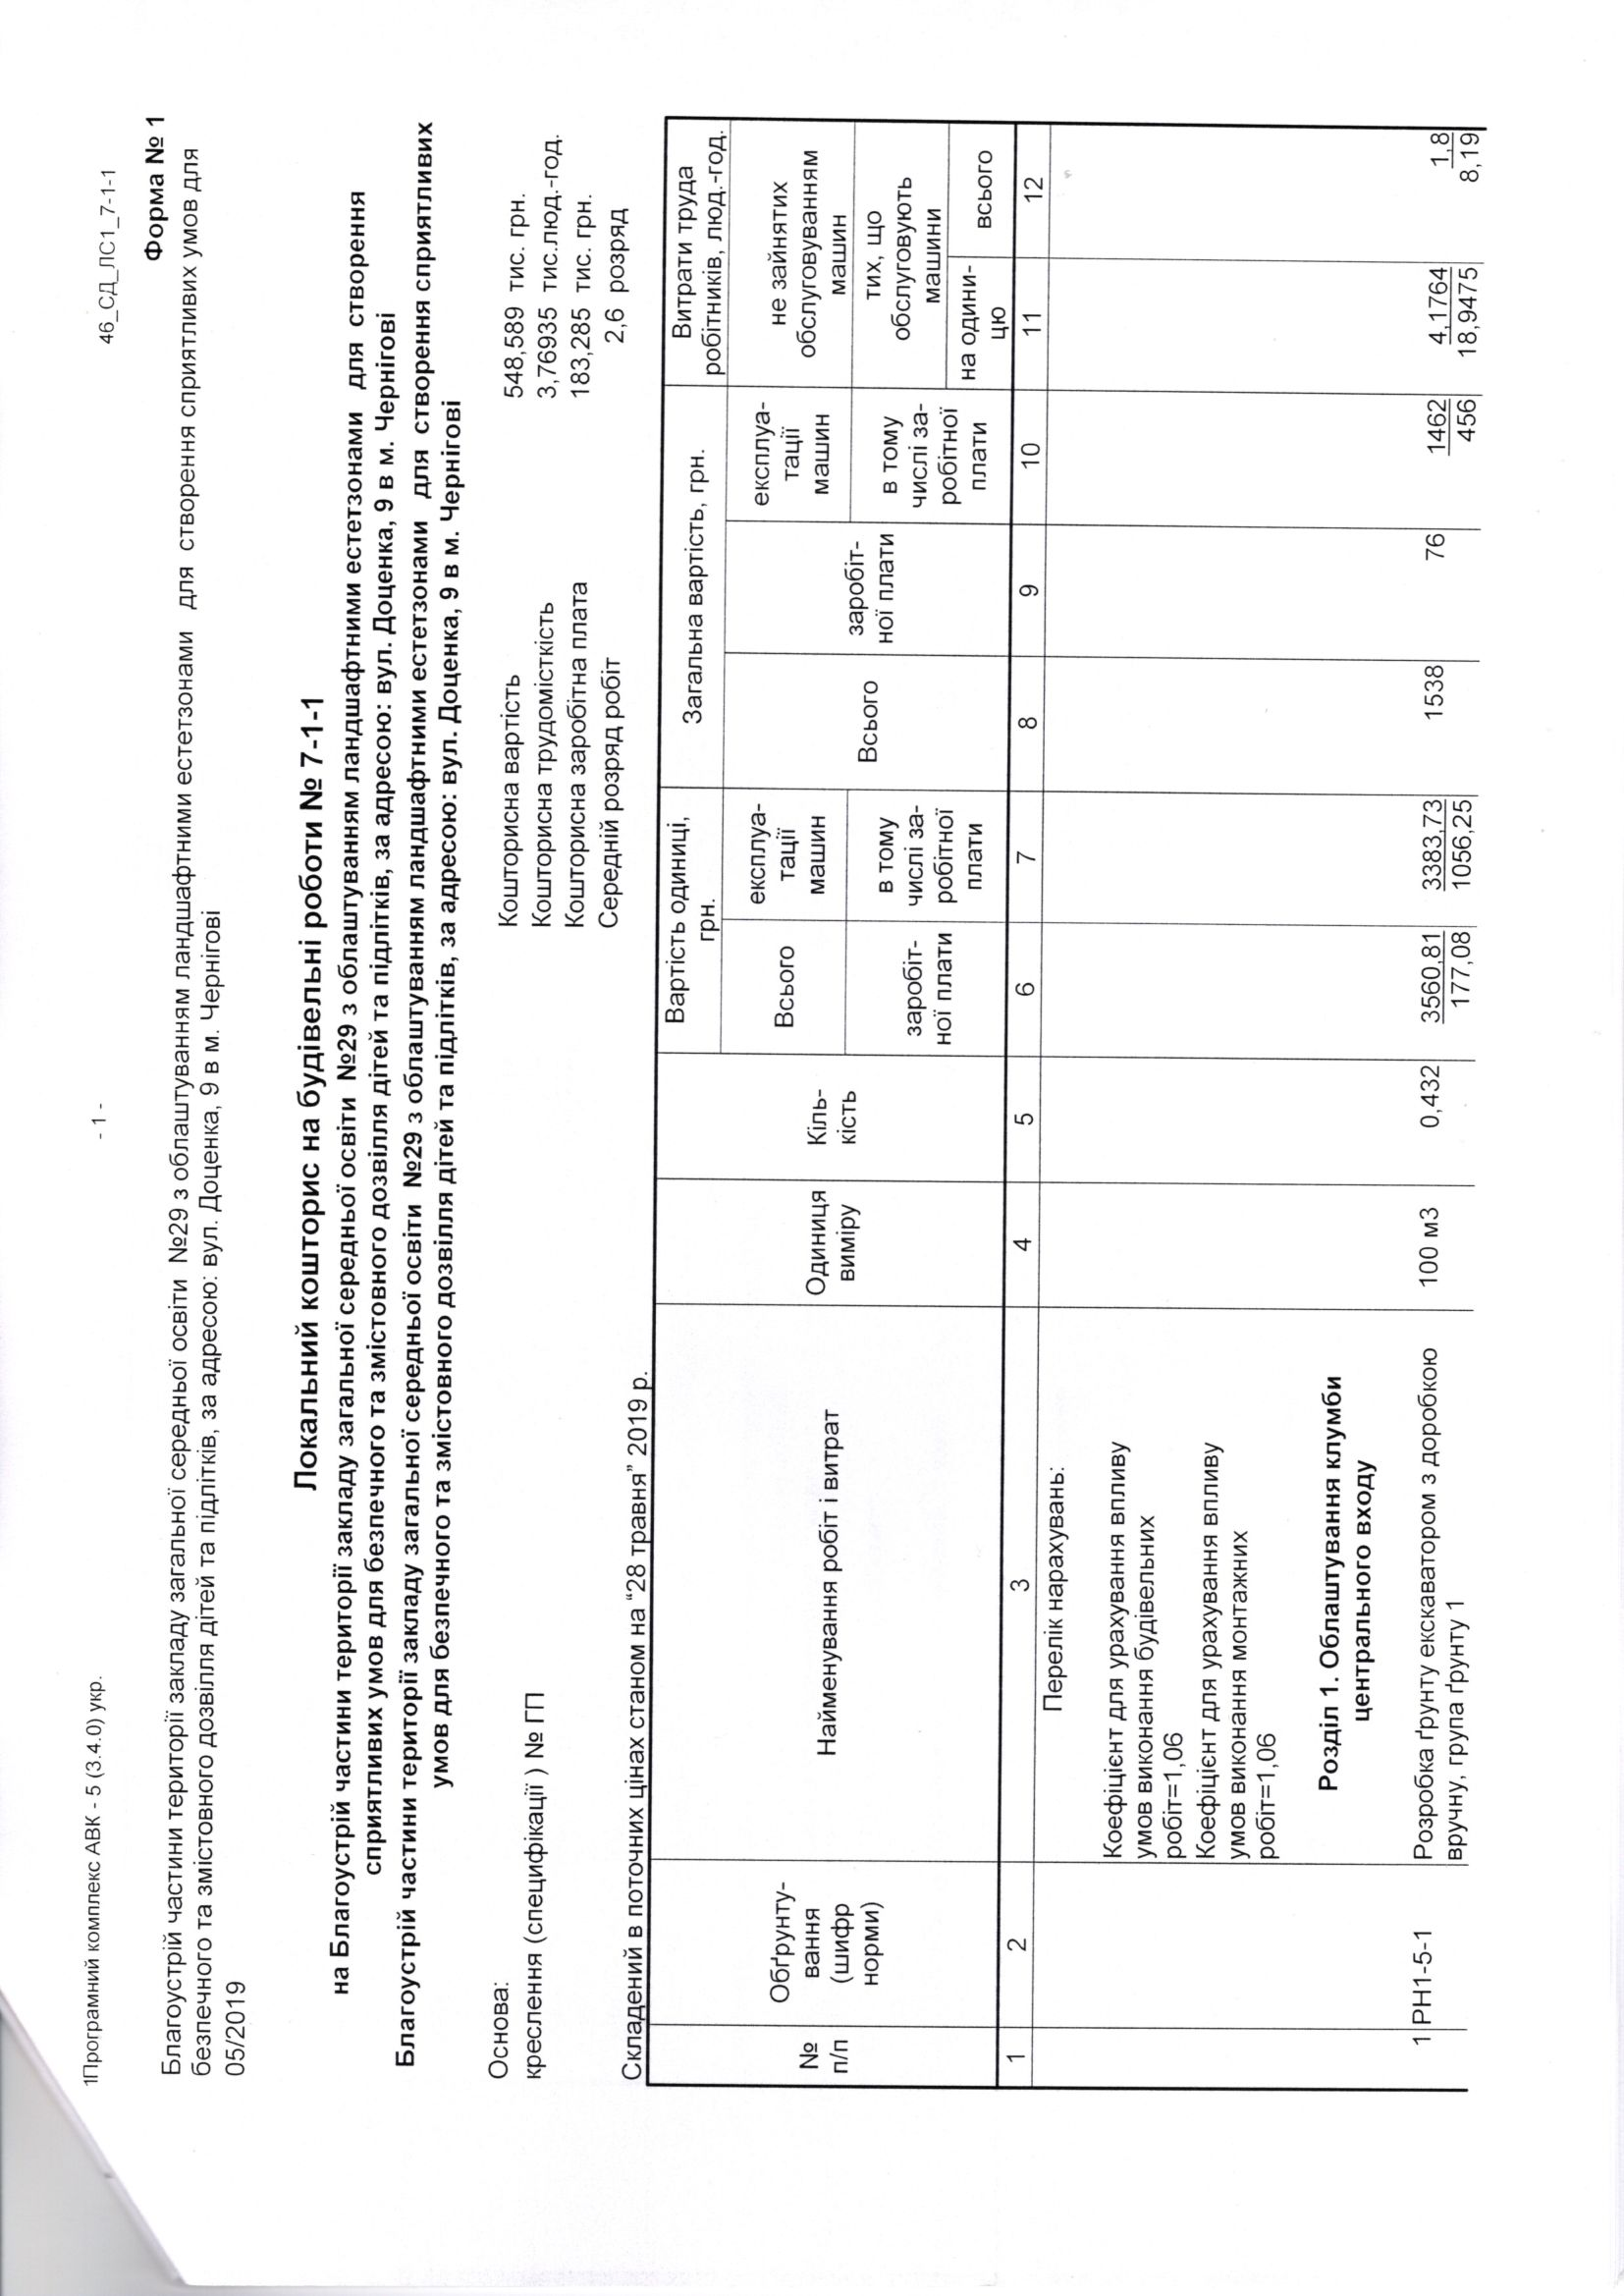 1Програмний комплекс АВК - 5 (3.4.0) укр.
- 1 -
46_СД_ЛС1_7-1-1
Форма № 1
Благоустрій частини території закладу загальної середньої освіти №29 з облаштуванням ландшафтними естетзонами для створення сприятливих умов для
безпечного та змістовного дозвілля дітей та підлітків, за адресою: вул. Доценка, 9 в м. Чернігові
05/2019
Локальний кошторис на будівельні роботи № 7-1-1
на Благоустрій частини території закладу загальної середньої освіти №29 з облаштуванням ландшафтними естетзонами для створення
сприятливих умов для безпечного та змістовного дозвілля дітей та підлітків, за адресою: вул. Доценка, 9 в м. Чернігові
Благоустрій частини території закладу загальної середньої освіти №29 з облаштуванням ландшафтними естетзонами для створення сприятливих
умов для безпечного та змістовного дозвілля дітей та підлітків, за адресою: вул. Доценка, 9 в м. Чернігові
Основа:
креслення (специфікації ) № ГП
Кошторисна вартість 548,589 тис. грн.
Кошторисна трудомісткість 3,76935 тис.люд.-год.
Кошторисна заробітна плата 183,285 тис. грн.
Середній розряд робіт 2,6 розряд
Складений в поточних цінах станом на “28 травня” 2019 р.
№
п/п
Обґрунту-
вання
(шифр
норми)
Найменування робіт і витрат
Одиниця
виміру
Кіль-
кість
Вартість одиниці,
грн.
Всього
заробіт-
ної плати
експлуа-
тації
машин
в тому
числі за-
робітної
плати
Загальна вартість, грн.
Всього
заробіт-
ної плати
експлуа-
тації
машин
в тому
числі за-
робітної
плати
Витрати труда
робітників, люд.-год.
не зайнятих
обслуговуванням
машин
тих, що
обслуговують
машини
на одини-
цю
всього
1 2 3 4 5 6 7 8 9 10 11 12
Перелік нарахувань:
Коефіцієнт для урахування впливу
умов виконання будівельних
робіт=1,06
Коефіцієнт для урахування впливу
умов виконання монтажних
робіт=1,06
Розділ 1. Облаштування клумби
центрального входу
1 РН1-5-1 Розробка ґрунту екскаватором з доробкою 100 м3 0,432 3560,81 3383,73 1538 76 1462 4,1764 1,8
вручну, група ґрунту 1 177,08 1056,25 456 18,9475 8,19